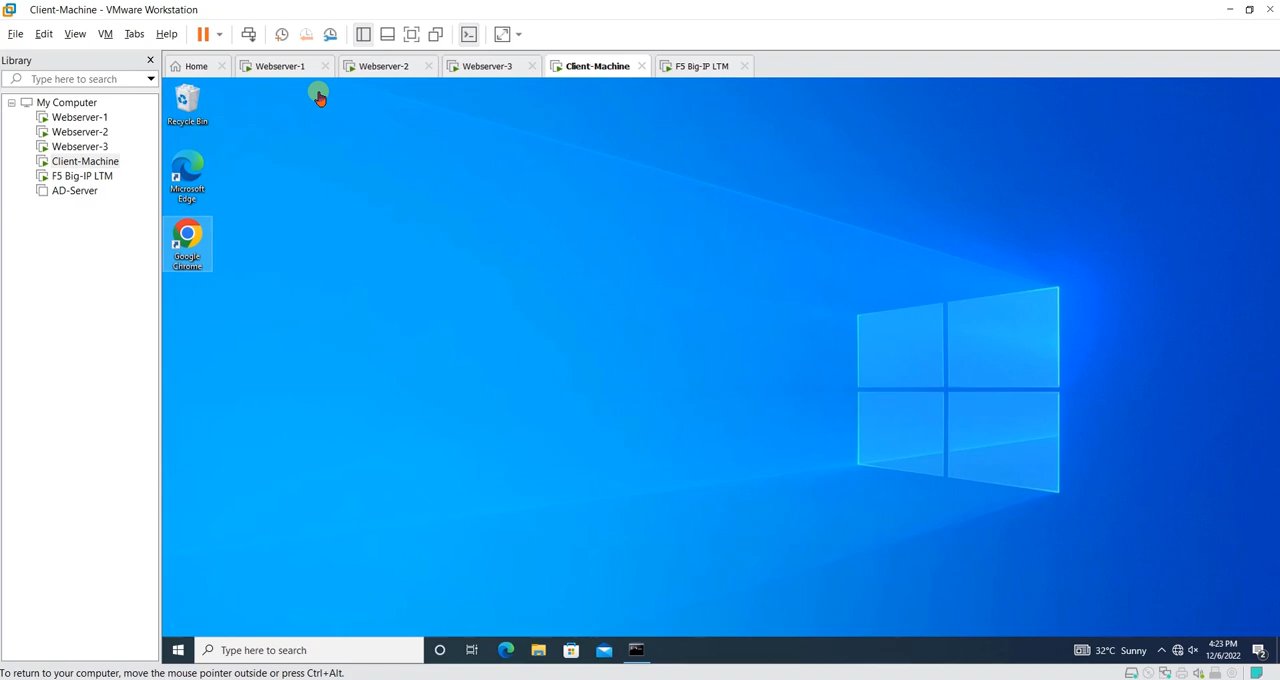 Client-Machine - VMware Workstation
File Edit View VM Tabs Help
Library
Type here to search
Home Webserver-1 Webserver-2 Webserver-3 Client-Machine F5 Big-IP LTM
My Computer
Webserver-1
Webserver-2
Webserver-3
Client-Machine
F5 Big-IP LTM
AD-Server
Recycle Bin
Microsoft
Edge
Google
Chrome
Type here to search
32°C Sunny
4:23 PM
12/6/2022
2
To return to your computer, move the mouse pointer outside or press Ctrl+Alt.